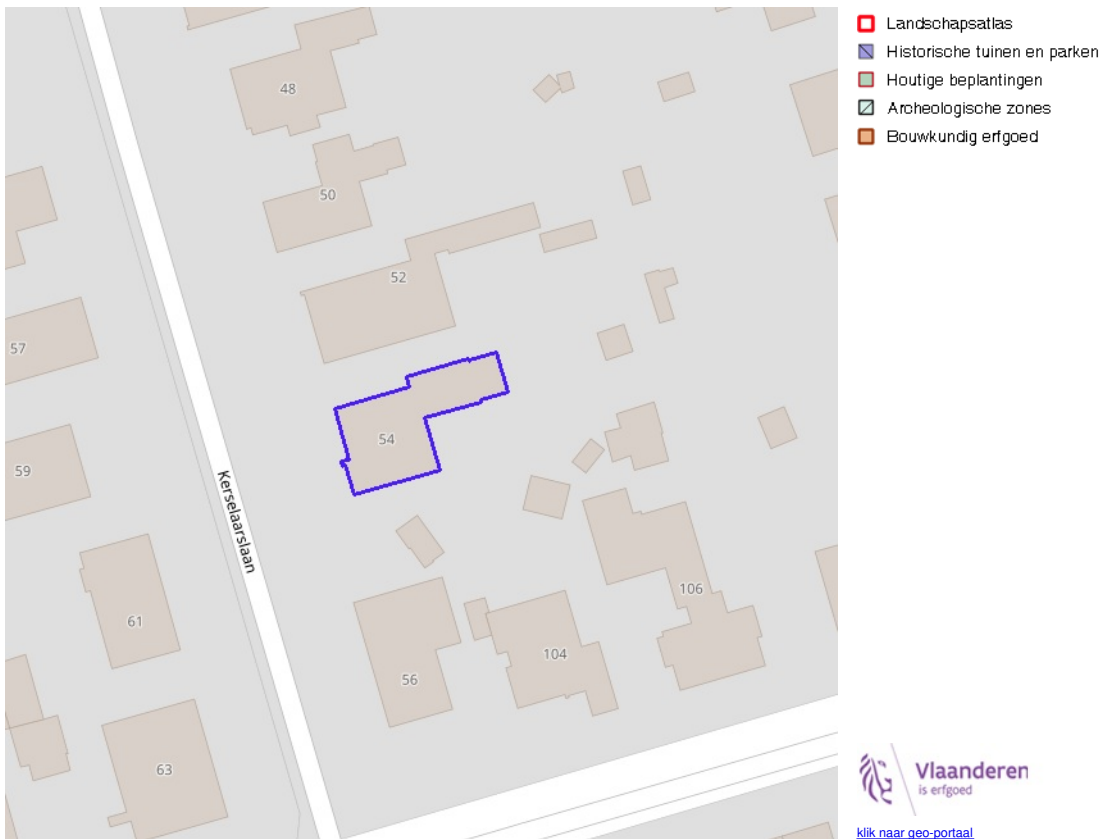 48
50
52
57
54
59
Kerselaarslaan
61
106
104
56
63
Landschapsatlas
Historische tuinen en parken
Houtige beplantingen
Archeologische zones
Bouwkundig erfgoed
Vlaanderen
is erfgoed
klik naar geo-portaal